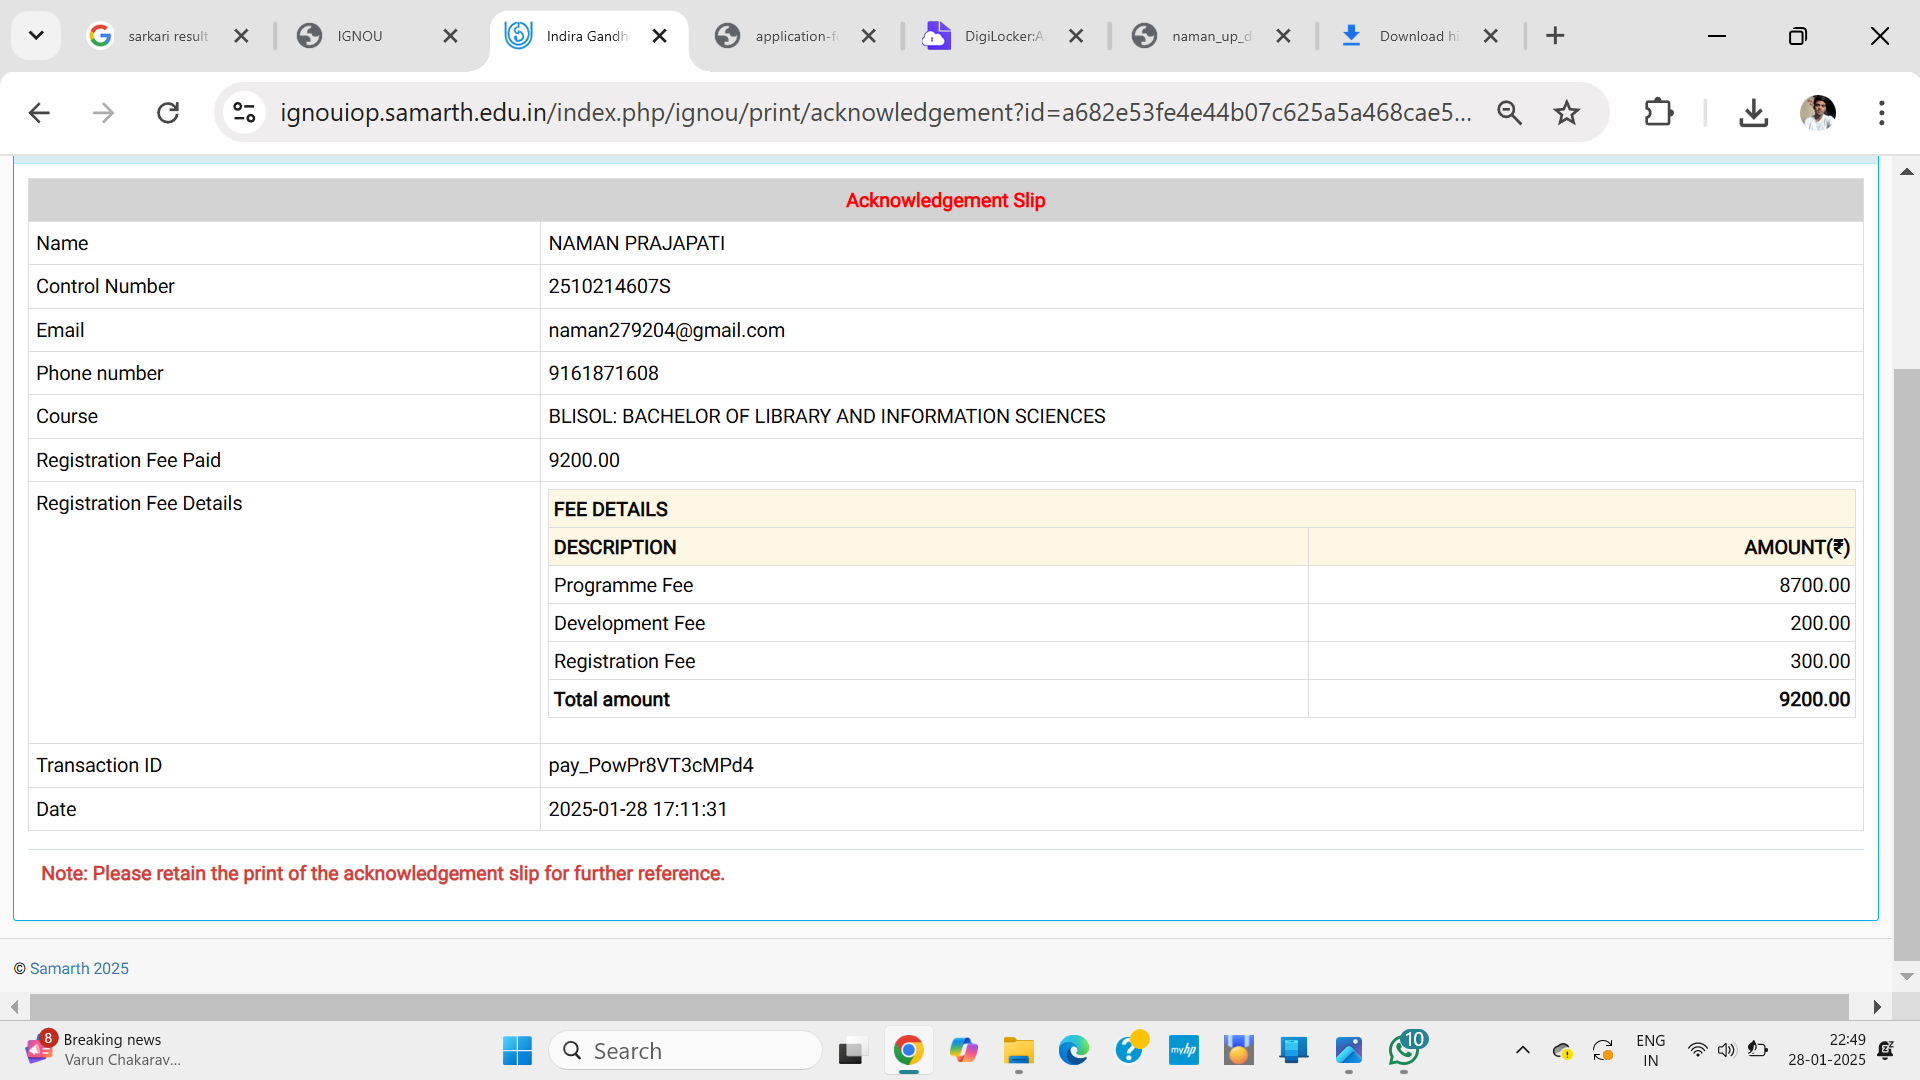 sarkari result
IGNOU
Indira Gandh
application-fo
DigiLocker:A
naman_up_d
Download hi
ignouiop.samarth.edu.in/index.php/ignou/print/acknowledgement?id=a682e53fe4e44b07c625a5a468cae5...
Acknowledgement Slip
Name NAMAN PRAJAPATI
Control Number 2510214607S
Email naman279204@gmail.com
Phone number 9161871608
Course BLISOL: BACHELOR OF LIBRARY AND INFORMATION SCIENCES
Registration Fee Paid 9200.00
Registration Fee Details
FEE DETAILS
DESCRIPTION AMOUNT(₹)
Programme Fee 8700.00
Development Fee 200.00
Registration Fee 300.00
Total amount 9200.00
Transaction ID pay_PowPr8VT3cMPd4
Date 2025-01-28 17:11:31
Note: Please retain the print of the acknowledgement slip for further reference.
© Samarth 2025
8
Breaking news
Varun Chakarav...
Search
myhp
10
ENG
IN
22:49
28-01-2025